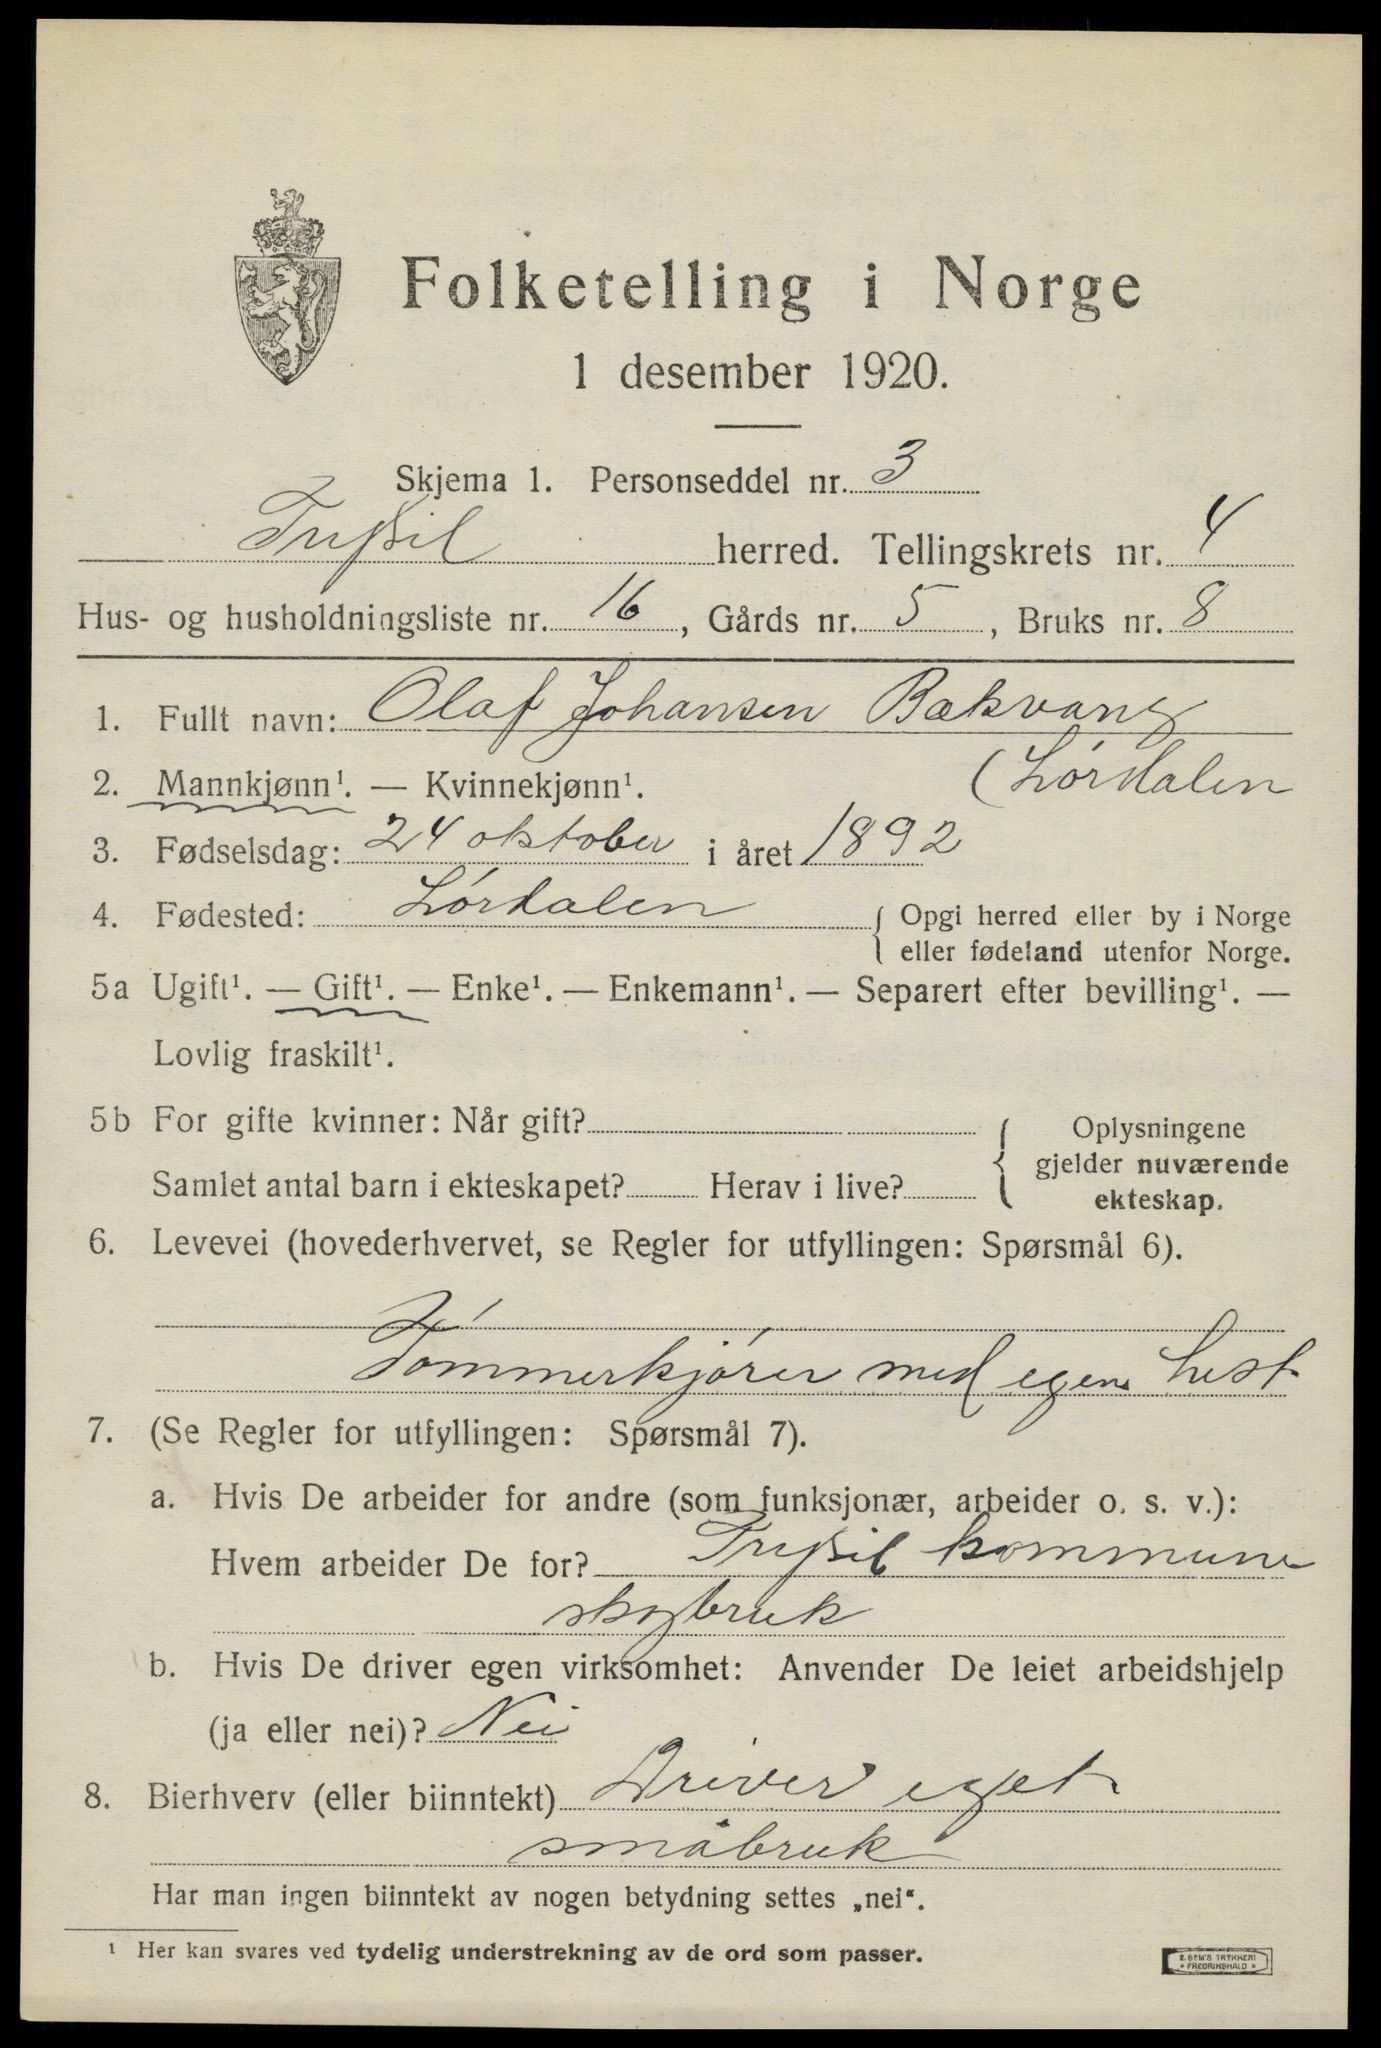 Folketelling i Norge
1 desember 1920.
Skjema 1. Personseddel nr. 3
Tryßil herred. Tellingskrets nr. 4
Hus- og husholdningsliste nr. 16, Gårds nr. 5, Bruks nr. 8
1. Fullt navn: Olaf Johansen Bækvang
(Lørdalen
2. Mannkjønn¹. — Kvinnekjønn¹.
3. Fødselsdag: 24 oktober i året 1892
4. Fødested: Lørdalen { Opgi herred eller by i Norge
eller fødeland utenfor Norge.
5a Ugift¹. — Gift¹. — Enke¹. — Enkemann¹. — Separert efter bevilling¹. —
Lovlig fraskilt¹.
5b For gifte kvinner: Når gift?
Samlet antal barn i ekteskapet? Herav i live?
{ Oplysningene
gjelder nuværende
ekteskap.
6. Levevei (hovederhvervet, se Regler for utfyllingen: Spørsmål 6).
Tømmerkjører med egen hest
7. (Se Regler for utfyllingen: Spørsmål 7).
a. Hvis De arbeider for andre (som funksjonær, arbeider o. s. v.):
Hvem arbeider De for? Tryßil kommune
skogbruk
b. Hvis De driver egen virksomhet: Anvender De leiet arbeidshjelp
(ja eller nei)? Nei
8. Bierhverv (eller biinntekt) Driver eget
småbruk
Har man ingen biinntekt av nogen betydning settes „nei“.
¹ Her kan svares ved tydelig understrekning av de ord som passer.
E. SEM'S TRYKKERI
FREDRIKSHALD